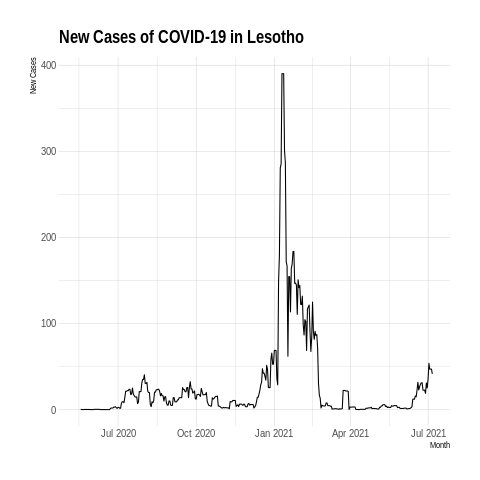 New Cases of COVID-19 in Lesotho
New Cases
400
300
200
100
0
Jul 2020 Oct 2020 Jan 2021 Apr 2021 Jul 2021
Month